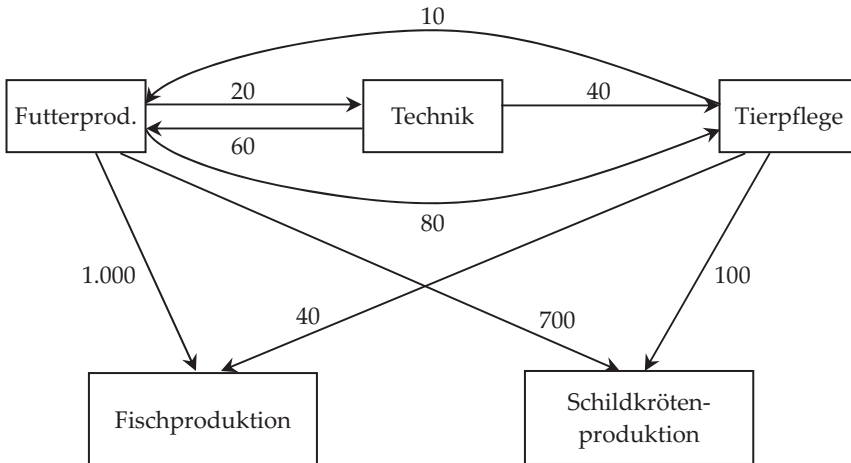 10
Futterprod.
20
Technik
40
Tierpflege
60
80
1.000
40
700
100
Fischproduktion
Schildkröten-
produktion